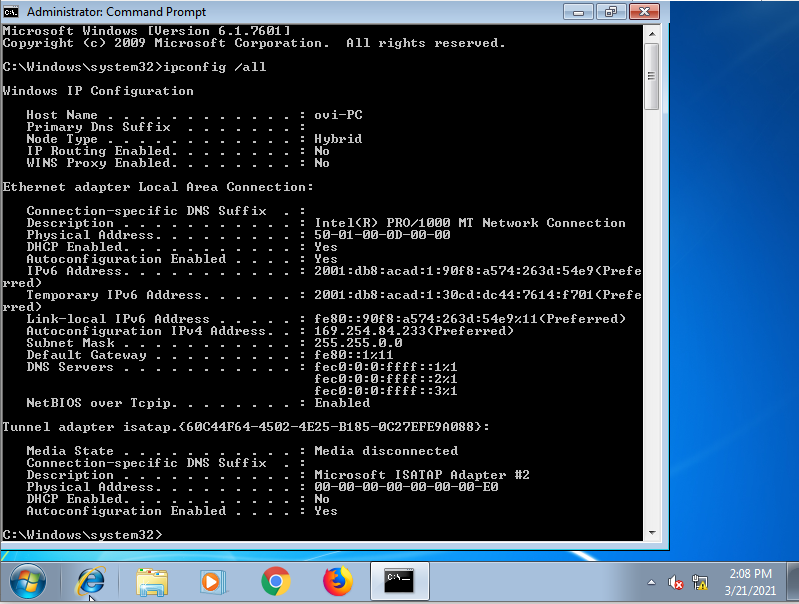 Administrator: Command Prompt
Microsoft Windows [Version 6.1.7601]
Copyright (c) 2009 Microsoft Corporation.  All rights reserved.
C:\Windows\system32>ipconfig /all
Windows IP Configuration
   Host Name . . . . . . . . . . . . : ovi-PC
   Primary Dns Suffix  . . . . . . . :
   Node Type . . . . . . . . . . . . : Hybrid
   IP Routing Enabled. . . . . . . . : No
   WINS Proxy Enabled. . . . . . . . : No
Ethernet adapter Local Area Connection:
   Connection-specific DNS Suffix  . :
   Description . . . . . . . . . . . : Intel(R) PRO/1000 MT Network Connection
   Physical Address. . . . . . . . . : 50-01-00-0D-00-00
   DHCP Enabled. . . . . . . . . . . : Yes
   Autoconfiguration Enabled . . . . : Yes
   IPv6 Address. . . . . . . . . . . : 2001:db8:acad:1:90f8:a574:263d:54e9(Prefe
rred)
   Temporary IPv6 Address. . . . . . : 2001:db8:acad:1:30cd:dc44:7614:f701(Prefe
rred)
   Link-local IPv6 Address . . . . . : fe80::90f8:a574:263d:54e9%11(Preferred)
   Autoconfiguration IPv4 Address. . : 169.254.84.233(Preferred)
   Subnet Mask . . . . . . . . . . . : 255.255.0.0
   Default Gateway . . . . . . . . . : fe80::1%11
   DNS Servers . . . . . . . . . . . : fec0:0:0:ffff::1%1
                                       fec0:0:0:ffff::2%1
                                       fec0:0:0:ffff::3%1
   NetBIOS over Tcpip. . . . . . . . : Enabled
Tunnel adapter isatap.{60C44F64-4502-4E25-B185-0C27EFE9A088}:
   Media State . . . . . . . . . . . : Media disconnected
   Connection-specific DNS Suffix  . :
   Description . . . . . . . . . . . : Microsoft ISATAP Adapter #2
   Physical Address. . . . . . . . . : 00-00-00-00-00-00-00-E0
   DHCP Enabled. . . . . . . . . . . : No
   Autoconfiguration Enabled . . . . : Yes
C:\Windows\system32>
2:08 PM
3/21/2021